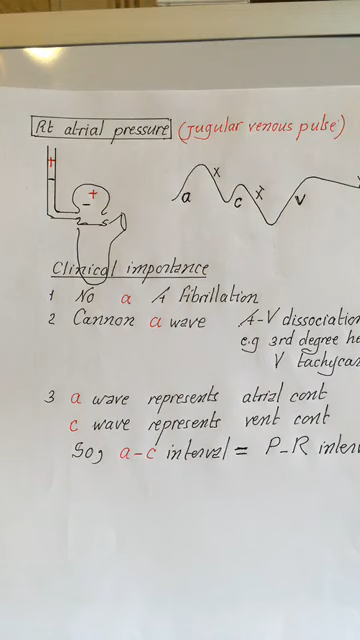 Rt atrial pressure (jugular venous pulse)
+
+
-
a x c x' v
Clinical importance
1 No a A fibrillation
2 Cannon a wave A-V dissociation
e.g 3rd degree he
V tachycar
3 a wave represents atrial cont
c wave represents vent cont
So, a-c interval = P-R inter